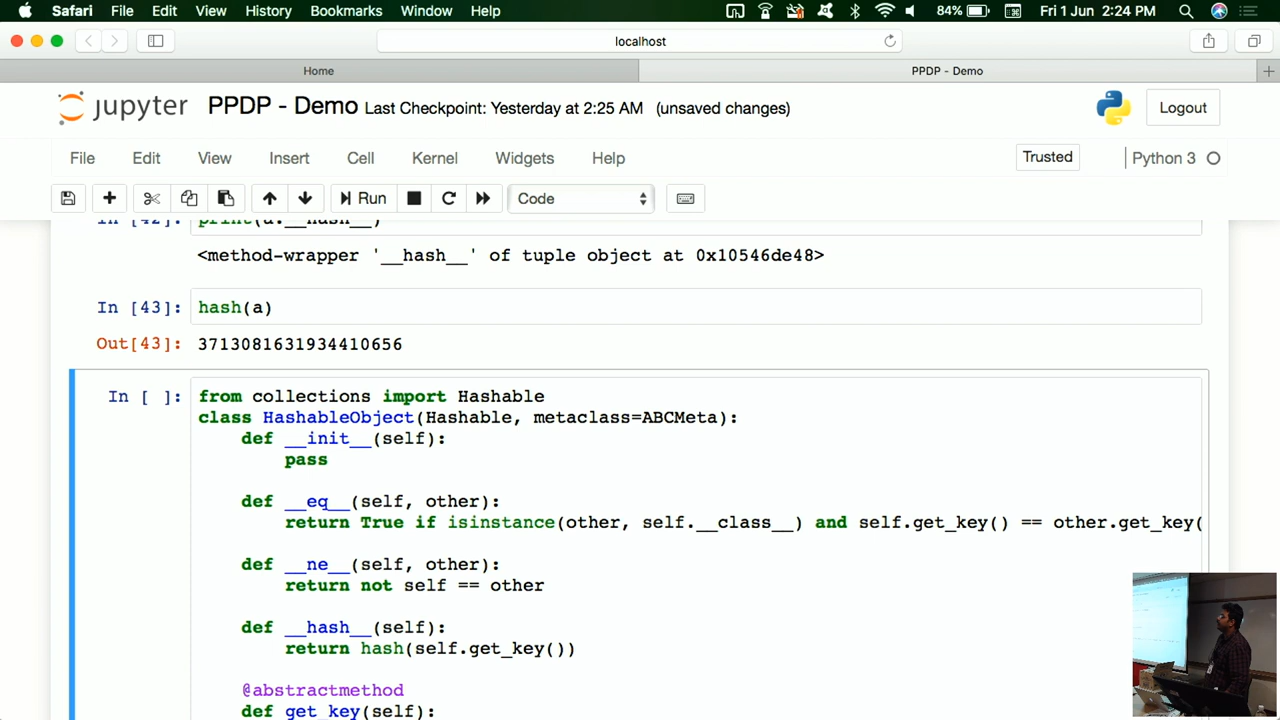 Safari File Edit View History Bookmarks Window Help 84% Fri 1 Jun 2:24 PM
localhost
Home PPDP - Demo
jupyter PPDP - Demo Last Checkpoint: Yesterday at 2:25 AM (unsaved changes) Logout
File Edit View Insert Cell Kernel Widgets Help Trusted Python 3
Run Code
In [42]: print(a.__hash__)
<method-wrapper '__hash__' of tuple object at 0x10546de48>
In [43]: hash(a)
Out[43]: 3713081631934410656
In [ ]: from collections import Hashable
class HashableObject(Hashable, metaclass=ABCMeta):
def __init__(self):
pass
def __eq__(self, other):
return True if isinstance(other, self.__class__) and self.get_key() == other.get_key(
def __ne__(self, other):
return not self == other
def __hash__(self):
return hash(self.get_key())
@abstractmethod
def get_key(self):